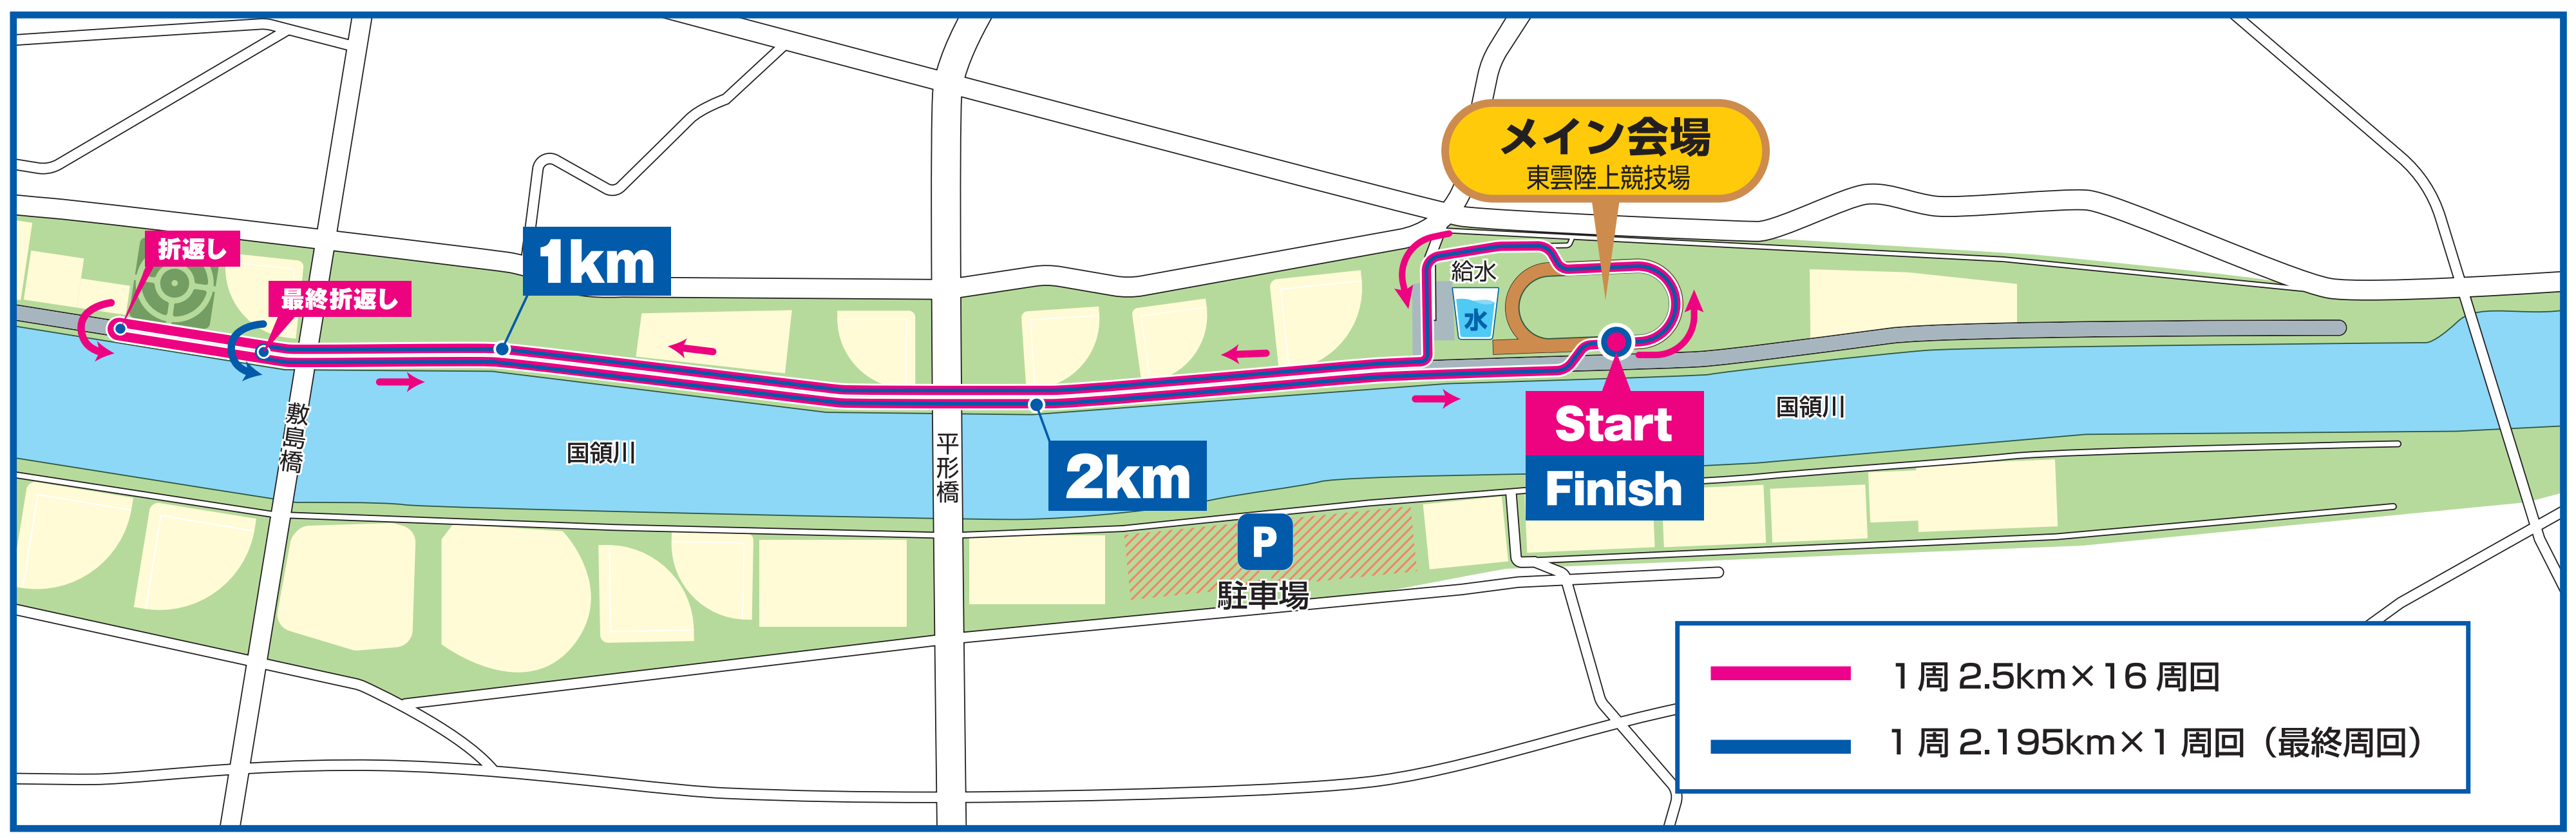 メイン会場
東雲陸上競技場
折返し
最終折返し
1km
給水
水
Start
Finish
国領川
敷島橋
国領川
平形橋
2km
P
駐車場
1周 2.5km×16 周回
1周 2.195km×1 周回（最終周回）